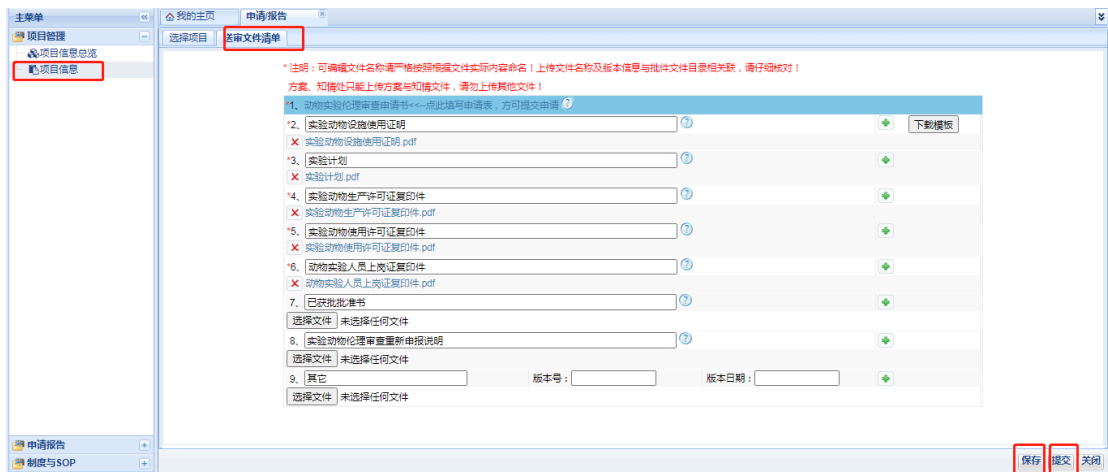 主菜单
我的主页
申请/报告
项目管理
项目信息总览
项目信息
选择项目
送审文件清单
* 注明：可编辑文件名称请严格按照根据文件实际内容命名！上传文件名称及版本信息与批件文件目录相关联，请仔细核对！
方案、知情处只能上传方案与知情文件，请勿上传其他文件！
*1、动物实验伦理审查申请书<<--点此填写申请表，方可提交申请
*2、实验动物设施使用证明 下载模板
实验动物设施使用证明.pdf
*3、实验计划
实验计划.pdf
*4、实验动物生产许可证复印件
实验动物生产许可证复印件.pdf
*5、实验动物使用许可证复印件
实验动物使用许可证复印件.pdf
*6、动物实验人员上岗证复印件
动物实验人员上岗证复印件.pdf
7、已获批批准书
选择文件 未选择任何文件
8、实验动物伦理审查重新申报说明
选择文件 未选择任何文件
9、其它 版本号： 版本日期：
选择文件 未选择任何文件
申请报告
制度与SOP
保存 提交 关闭